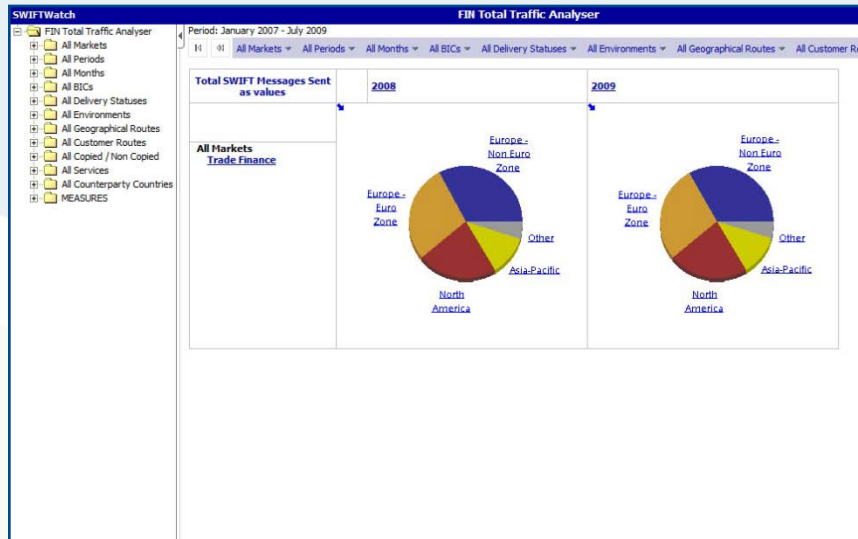 SWIFTWatch
FIN Total Traffic Analyser
FIN Total Traffic Analyser
All Markets
All Periods
All Months
All BICs
All Delivery Statuses
All Environments
All Geographical Routes
All Customer Routes
All Copied / Non Copied
All Services
All Counterparty Countries
MEASURES
Period: January 2007 - July 2009
All Markets All Periods All Months All BICs All Delivery Statuses All Environments All Geographical Routes All Customer
Total SWIFT Messages Sent
as values
2008
2009
All Markets
Trade Finance
Europe -
Non Euro
Zone
Europe -
Euro
Zone
Other
Asia-Pacific
North
America
Europe -
Non Euro
Zone
Europe -
Euro
Zone
Other
Asia-Pacific
North
America